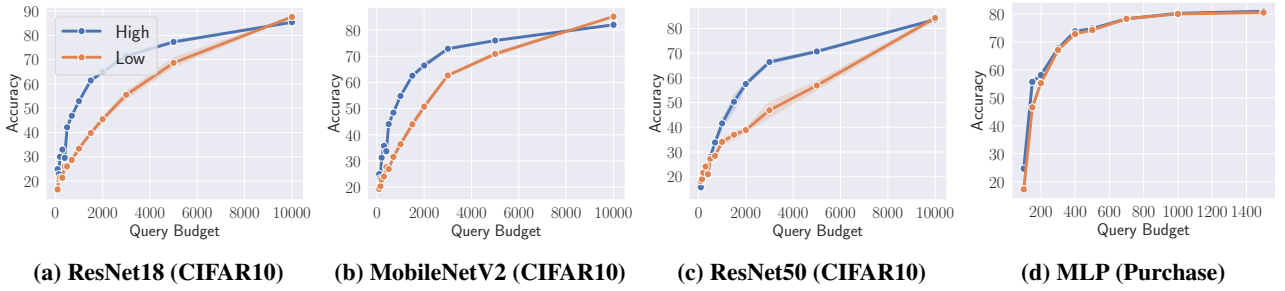 90
80
70
60
50
40
30
20
Accuracy
High
Low
0 2000 4000 6000 8000 10000
Query Budget
(a) ResNet18 (CIFAR10)
80
70
60
50
40
30
20
Accuracy
0 2000 4000 6000 8000 10000
Query Budget
(b) MobileNetV2 (CIFAR10)
80
60
40
20
Accuracy
0 2000 4000 6000 8000 10000
Query Budget
(c) ResNet50 (CIFAR10)
80
70
60
50
40
30
20
Accuracy
200 400 600 800 1000 1200 1400
Query Budget
(d) MLP (Purchase)